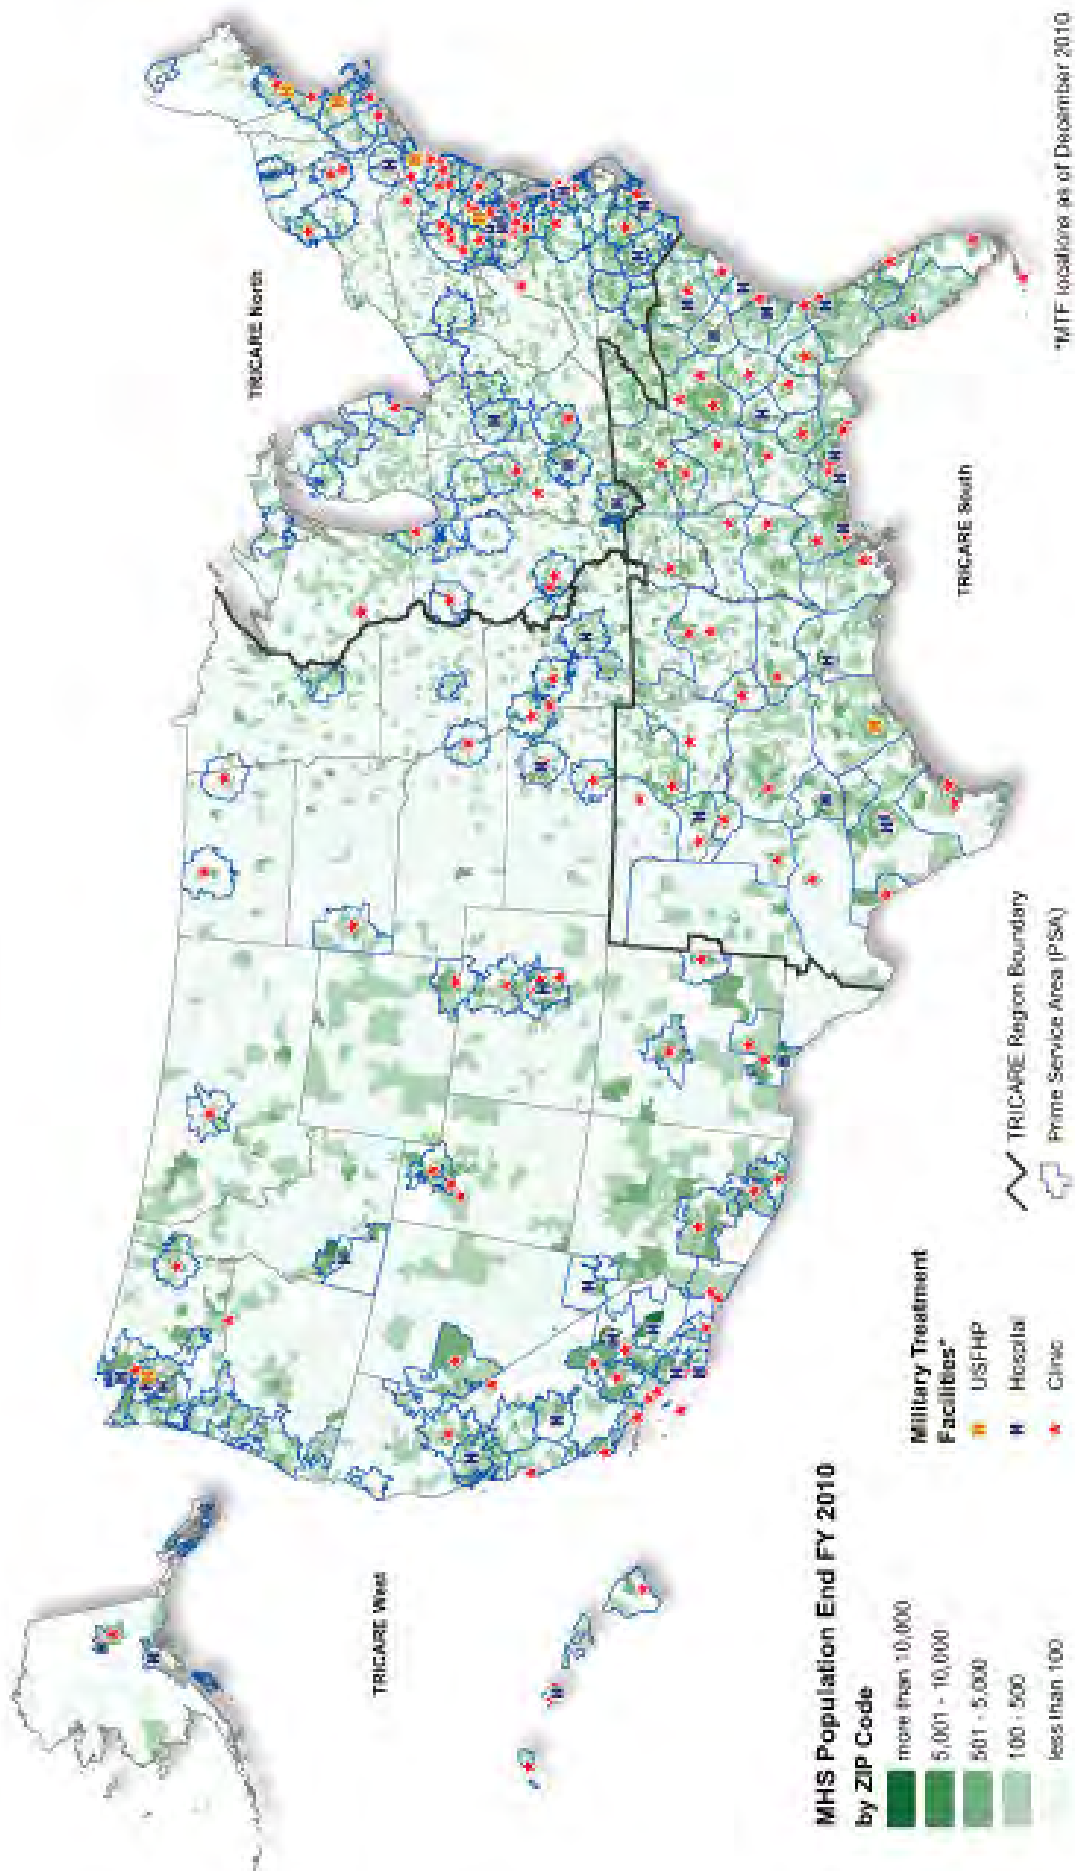 TRICARE North
TRICARE West
TRICARE South
MHS Population End FY 2010
by ZIP Code
more than 10,000
5,001 - 10,000
501 - 5,000
100 - 500
less than 100
Military Treatment
Facilities*
H USFHP
H Hospital
Clinic
TRICARE Region Boundary
Prime Service Area (PSA)
*MTF locations as of December 2010